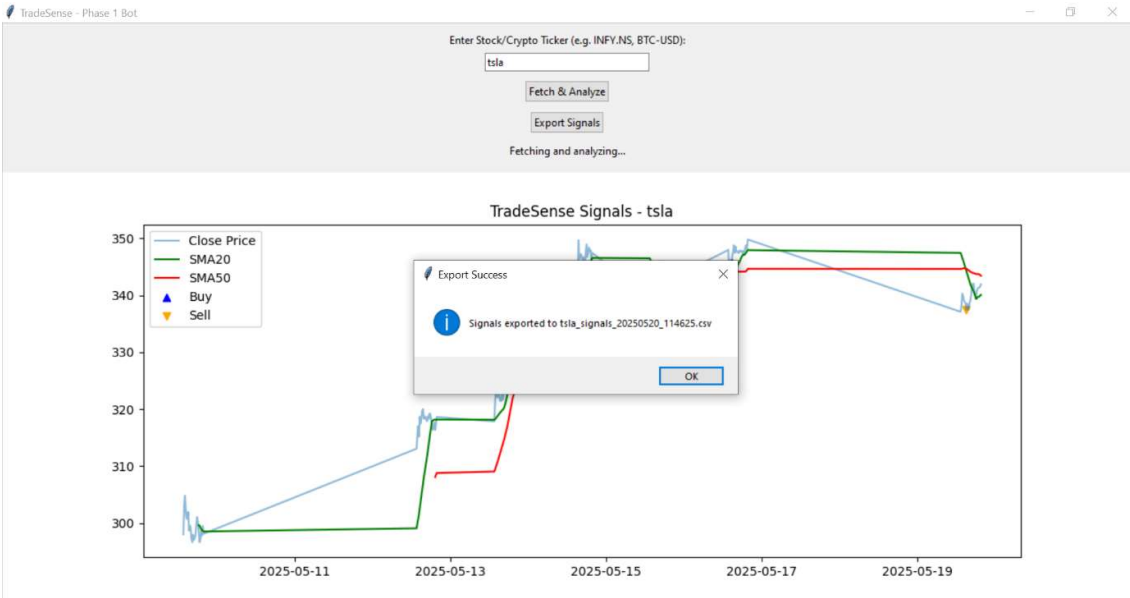 TradeSense - Phase 1 Bot
Enter Stock/Crypto Ticker (e.g. INFY.NS, BTC-USD):
tsla
Fetch & Analyze
Export Signals
Fetching and analyzing...
TradeSense Signals - tsla
350
340
330
320
310
300
Close Price
SMA20
SMA50
Buy
Sell
Export Success
Signals exported to tsla_signals_20250520_114625.csv
OK
2025-05-11
2025-05-13
2025-05-15
2025-05-17
2025-05-19